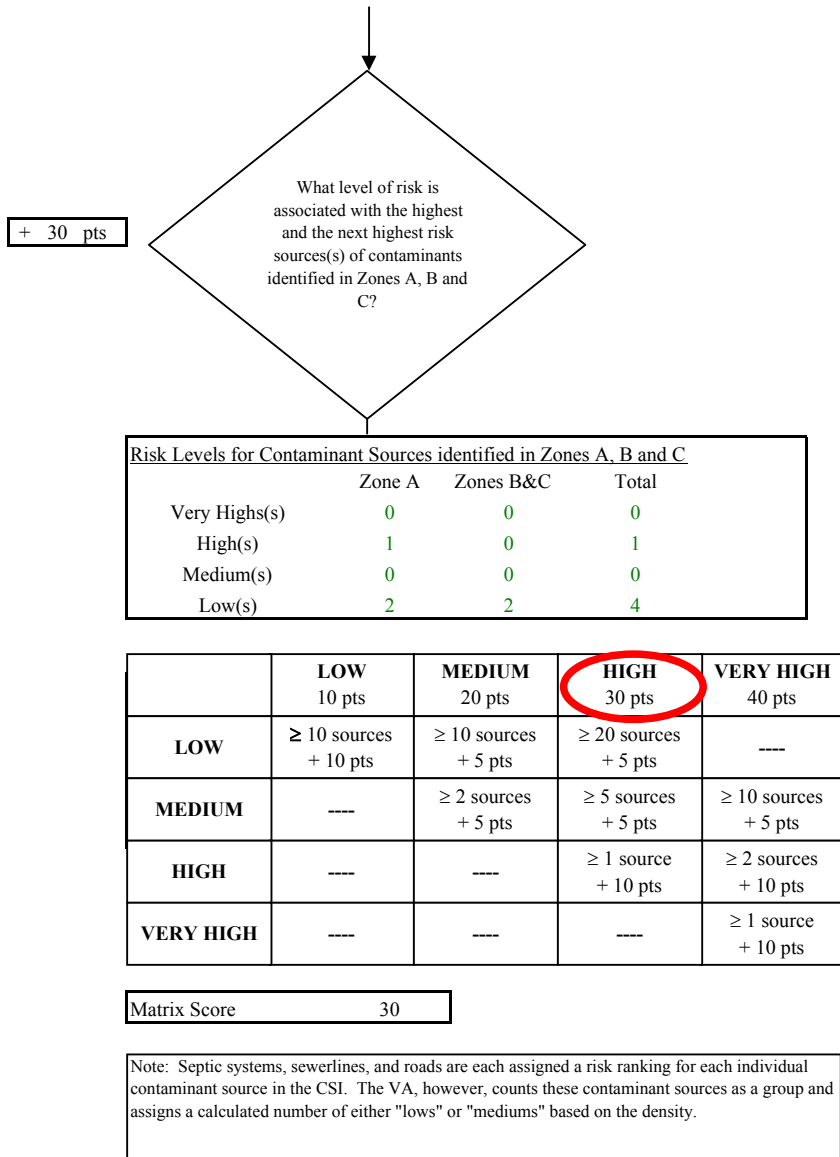 What level of risk is
associated with the highest
and the next highest risk
sources(s) of contaminants
identified in Zones A, B and
C?
+ 30 pts
Risk Levels for Contaminant Sources identified in Zones A, B and C
Zone A Zones B&C Total
Very Highs(s) 0 0 0
High(s) 1 0 1
Medium(s) 0 0 0
Low(s) 2 2 4
LOW MEDIUM HIGH VERY HIGH
10 pts 20 pts 30 pts 40 pts
LOW ≥ 10 sources + 10 pts ≥ 10 sources + 5 pts ≥ 20 sources + 5 pts ----
MEDIUM ---- ≥ 2 sources + 5 pts ≥ 5 sources + 5 pts ≥ 10 sources + 5 pts
HIGH ---- ---- ≥ 1 source + 10 pts ≥ 2 sources + 10 pts
VERY HIGH ---- ---- ---- ≥ 1 source + 10 pts
Matrix Score 30
Note: Septic systems, sewerlines, and roads are each assigned a risk ranking for each individual
contaminant source in the CSI. The VA, however, counts these contaminant sources as a group and
assigns a calculated number of either "lows" or "mediums" based on the density.